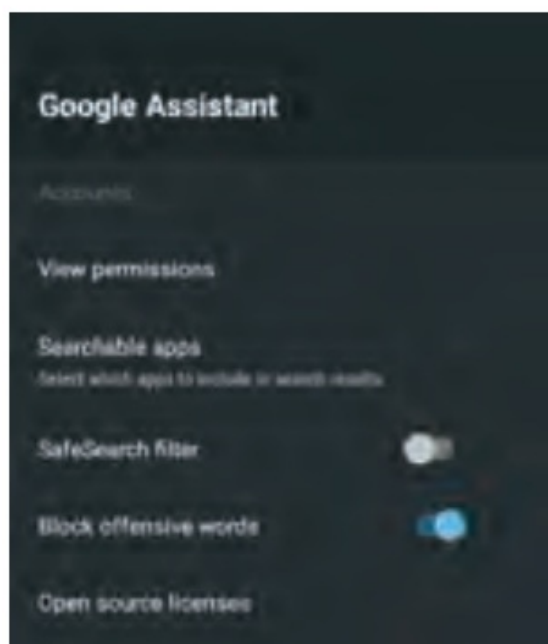 Google Assistant
Accounts
View permissions
Searchable apps
Select which apps to include in search results
SafeSearch filter
Block offensive words
Open source licenses